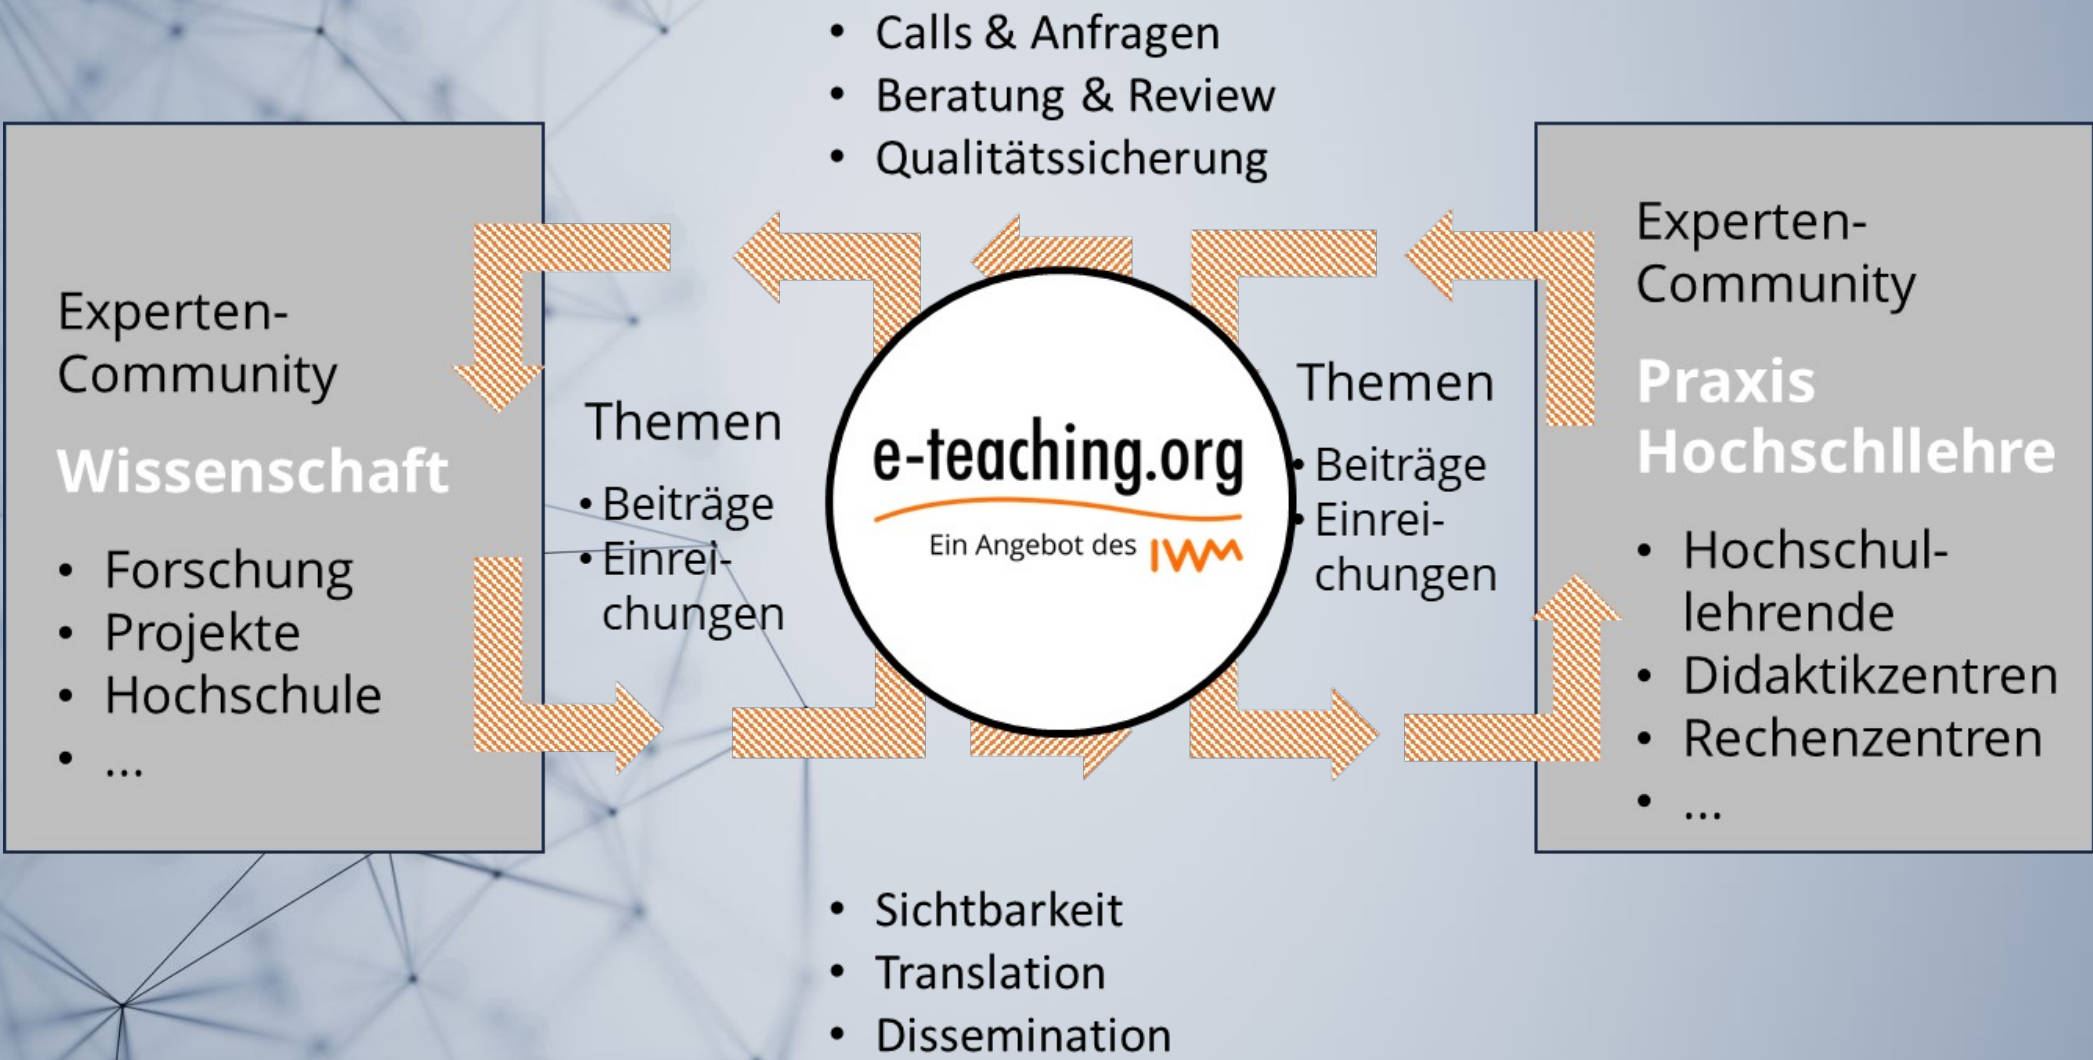 • Calls & Anfragen
• Beratung & Review
• Qualitätssicherung
Experten-
Community
Wissenschaft
• Forschung
• Projekte
• Hochschule
• ...
Themen
• Beiträge
• Einrei-
chungen
e-teaching.org
Ein Angebot des IWM
Themen
• Beiträge
• Einrei-
chungen
Experten-
Community
Praxis
Hochschllehre
• Hochschul-
lehrende
• Didaktikzentren
• Rechenzentren
• ...
• Sichtbarkeit
• Translation
• Dissemination